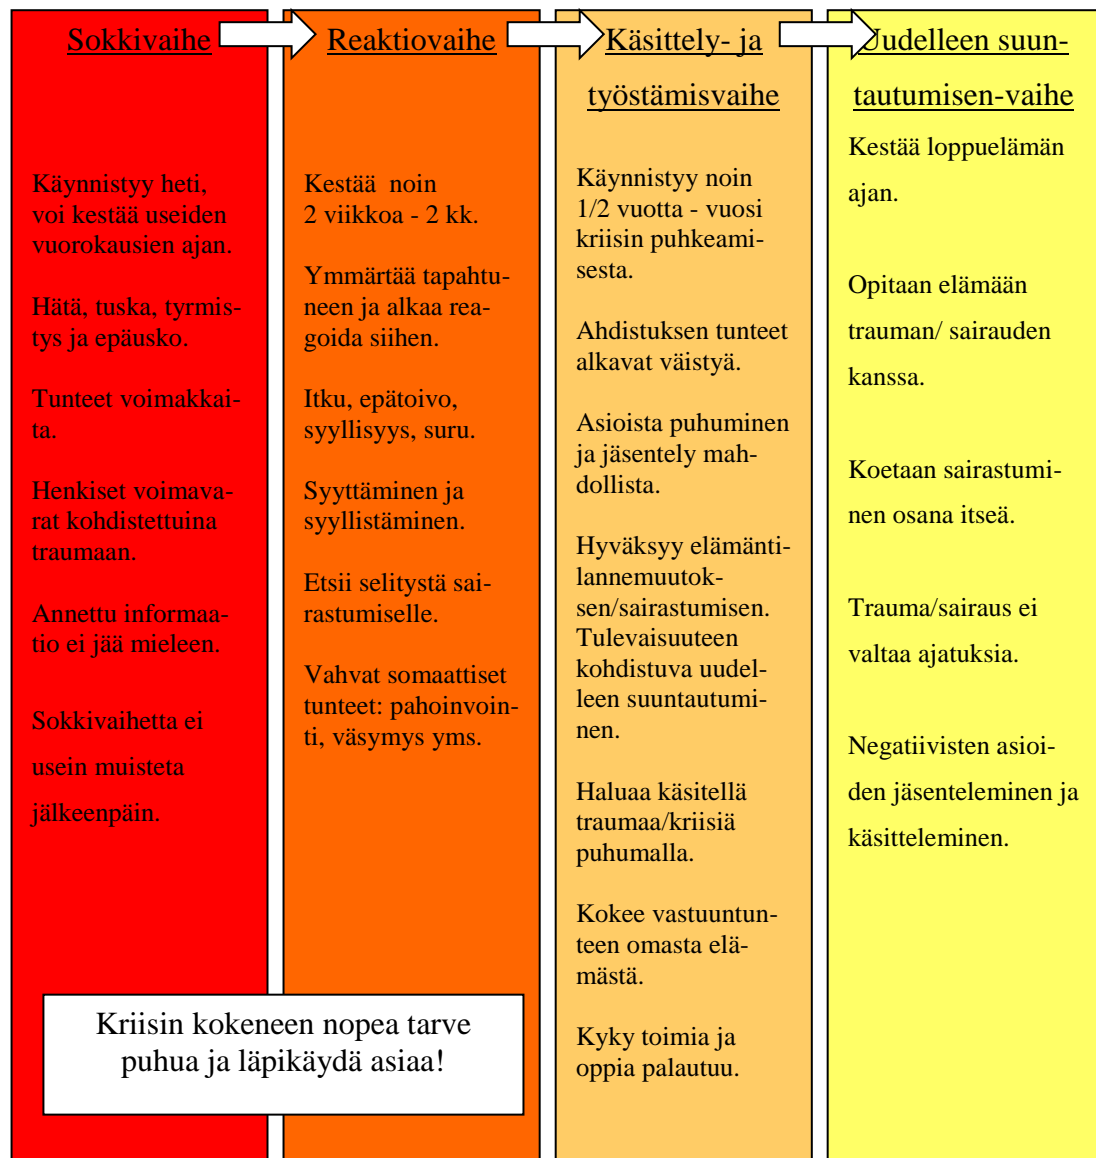 Sokkivaihe
Käynnistyy heti,
voi kestää useiden
vuorokausien ajan.
Hätä, tuska, tyrmis-
tys ja epäusko.
Tunteet voimakkai-
ta.
Henkiset voimava-
rat kohdistettuina
traumaan.
Annettu informaa-
tio ei jää mieleen.
Sokkivaihetta ei
usein muisteta
jälkeenpäin.
Reaktiovaihe
Kestää noin
2 viikkoa - 2 kk.
Ymmärtää tapahtu-
neen ja alkaa rea-
goida siihen.
Itku, epätoivo,
syyllisyys, suru.
Syyttäminen ja
syyllistäminen.
Etsii selitystä sai-
rastumiselle.
Vahvat somaattiset
tunteet: pahoinvoin-
ti, väsymys yms.
Kriisin kokeneen nopea tarve
puhua ja läpikäydä asiaa!
Käsittely- ja
työstämisvaihe
Käynnistyy noin
1/2 vuotta - vuosi
kriisin puhkeami-
sesta.
Ahdistuksen tunteet
alkavat väistyä.
Asioista puhuminen
ja jäsentely mah-
dollista.
Hyväksyy elämänti-
lannemuutok-
sen/sairastumisen.
Tulevaisuuteen
kohdistuva uudel-
leen suuntautumi-
nen.
Haluaa käsitellä
traumaa/kriisiä
puhumalla.
Kokee vastuuntun-
teen omasta elä-
mästä.
Kyky toimia ja
oppia palautuu.
Uudelleen suun-
tautumisen-vaihe
Kestää loppuelämän
ajan.
Opitaan elämään
trauman/ sairauden
kanssa.
Koetaan sairastumi-
nen osana itseä.
Trauma/sairaus ei
valtaa ajatuksia.
Negatiivisten asioi-
den jäsenteleminen ja
käsitteleminen.